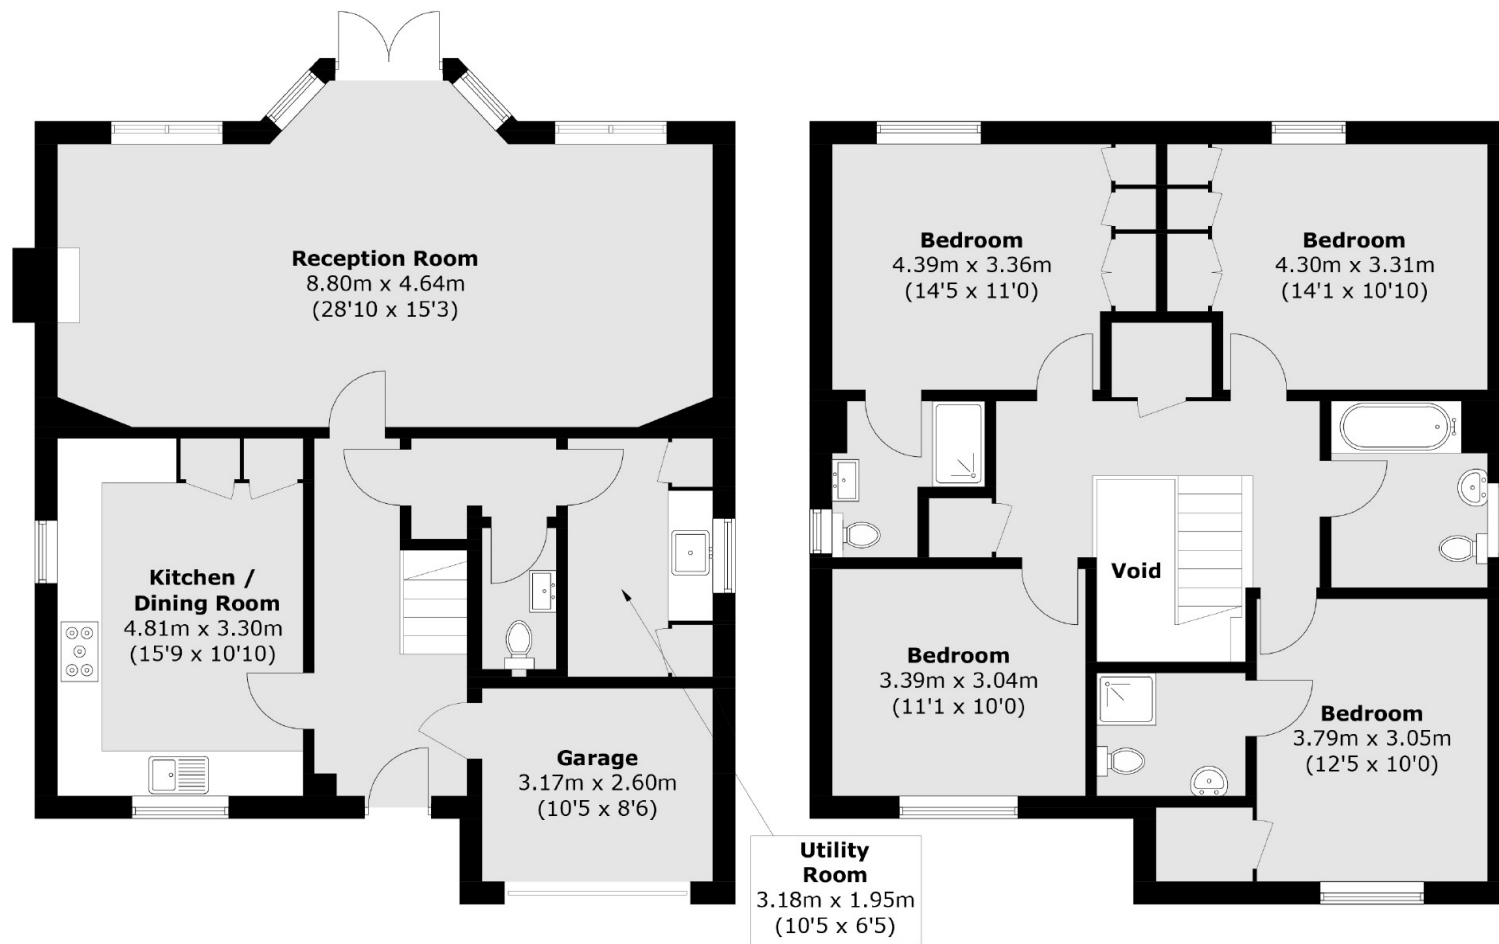 Reception Room
8.80m x 4.64m
(28'10 x 15'3)
Kitchen /
Dining Room
4.81m x 3.30m
(15'9 x 10'10)
Garage
3.17m x 2.60m
(10'5 x 8'6)
Utility
Room
3.18m x 1.95m
(10'5 x 6'5)
Bedroom
4.39m x 3.36m
(14'5 x 11'0)
Bedroom
4.30m x 3.31m
(14'1 x 10'10)
Void
Bedroom
3.39m x 3.04m
(11'1 x 10'0)
Bedroom
3.79m x 3.05m
(12'5 x 10'0)